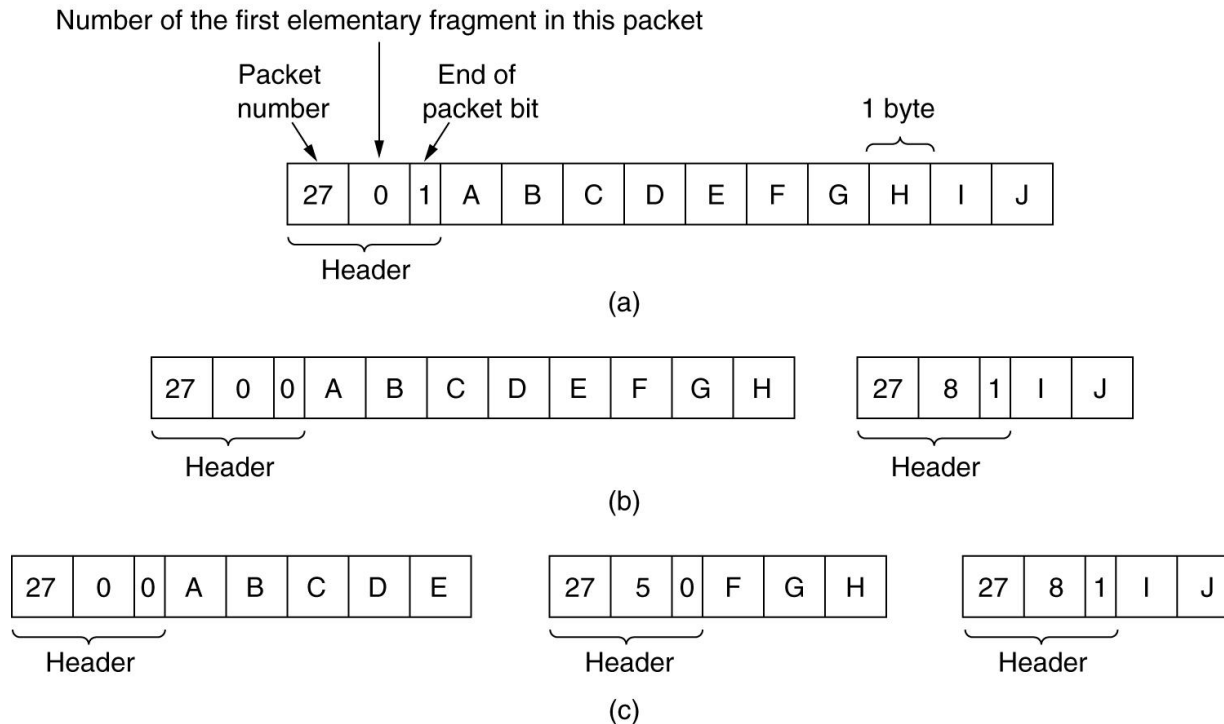 Number of the first elementary fragment in this packet
Packet number
End of packet bit
1 byte
27 0 1 A B C D E F G H I J
Header
(a)
27 0 0 A B C D E F G H
27 8 1 I J
Header
Header
(b)
27 0 0 A B C D E
27 5 0 F G H
27 8 1 I J
Header
Header
Header
(c)